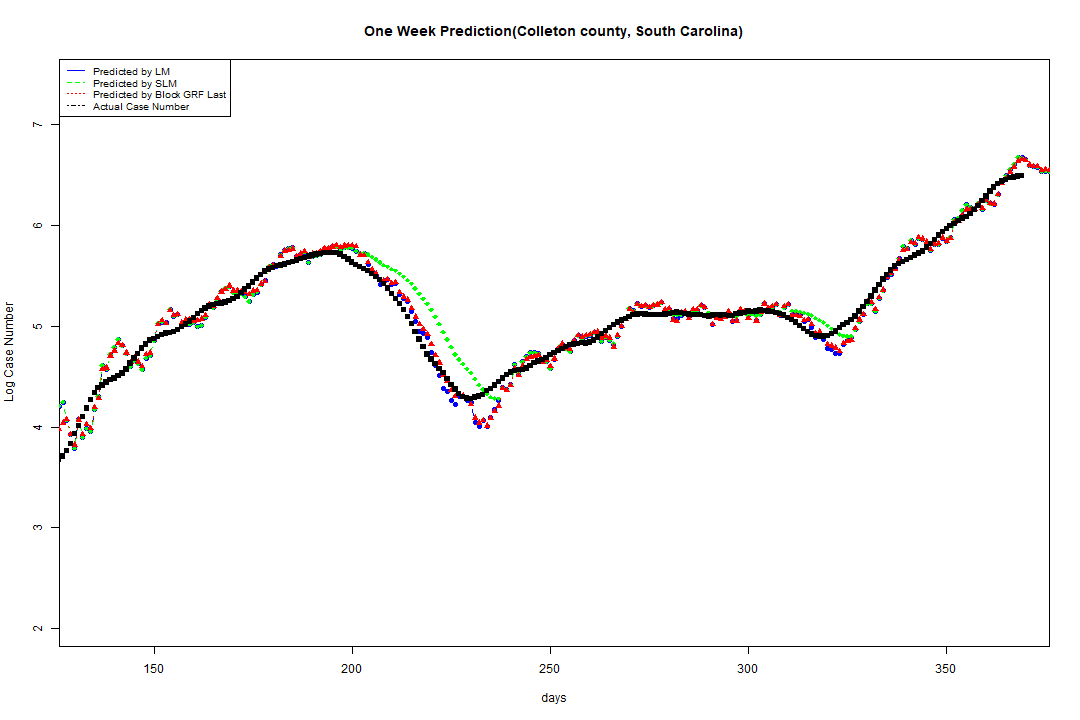 One Week Prediction(Colleton county, South Carolina)
Predicted by LM
Predicted by SLM
Predicted by Block GRF Last
Actual Case Number
Log Case Number
7
6
5
4
3
2
150 200 250 300 350
days